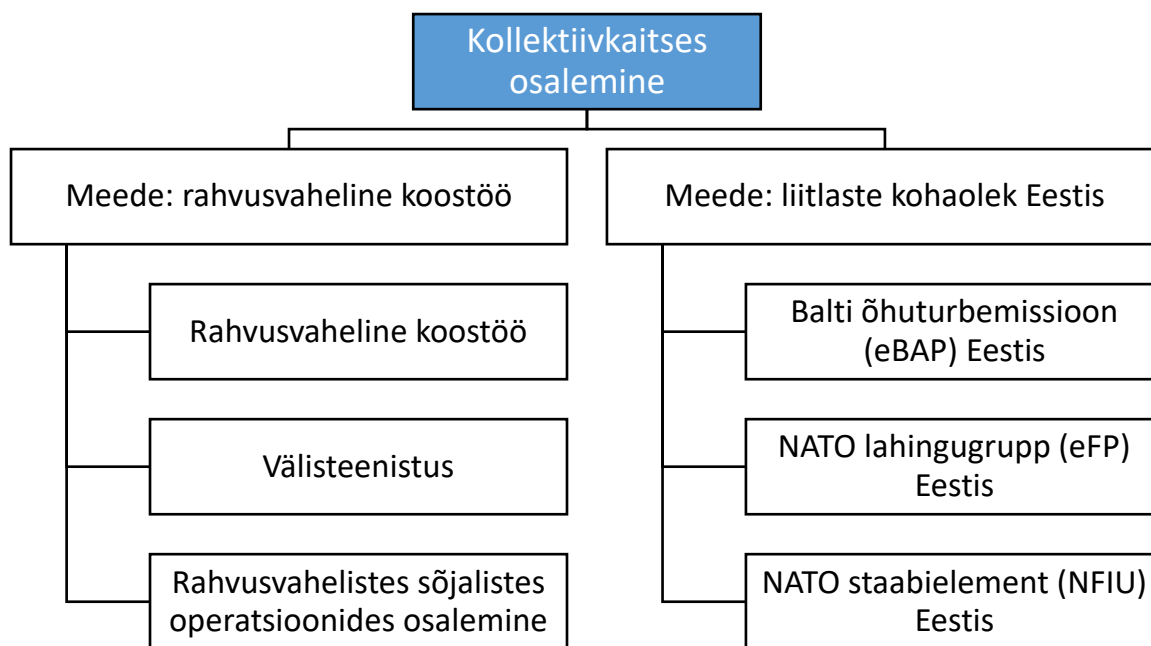 Kollektiivkaitses
osalemine
Meede: rahvusvaheline koostöö
Rahvusvaheline koostöö
Välisteenistus
Rahvusvahelistes sõjalistes
operatsioonides osalemine
Meede: liitlaste kohaolek Eestis
Balti õhuturbemissioon
(eBAP) Eestis
NATO lahingugrupp (eFP)
Eestis
NATO staabielement (NFIU)
Eestis